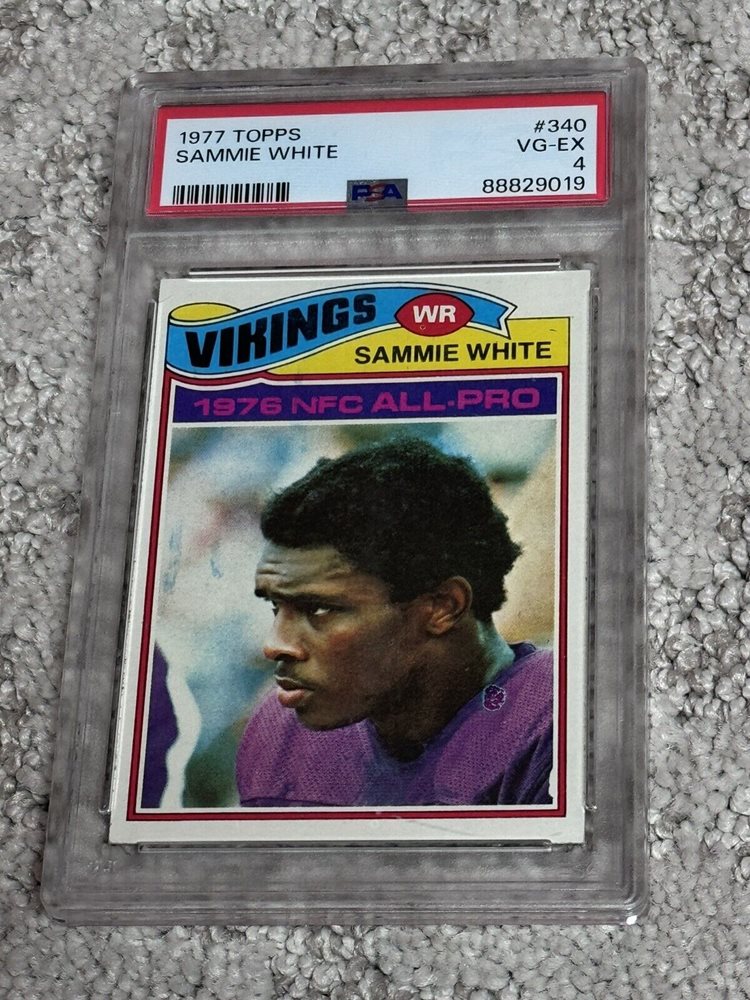 1977 TOPPS
SAMMIE WHITE
#340
VG-EX
4
88829019
PSA
VIKINGS
WR
SAMMIE WHITE
1976 NFC ALL-PRO